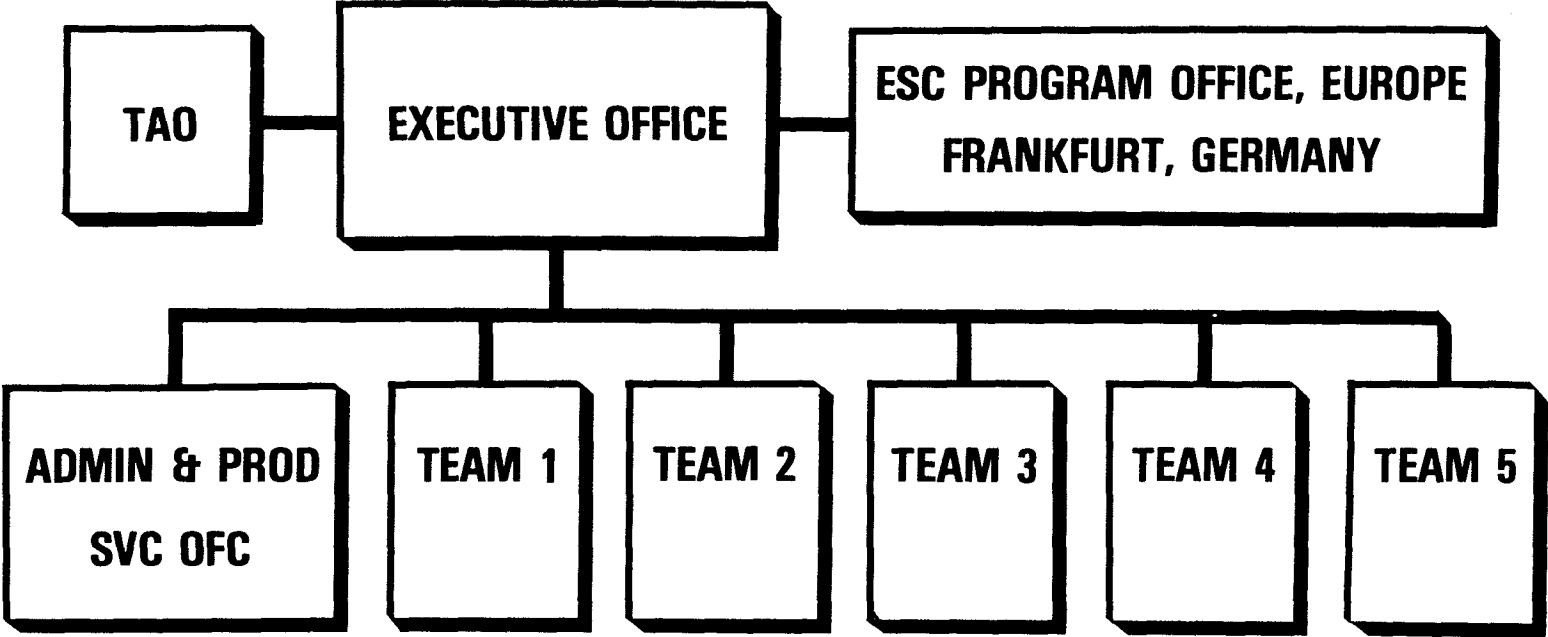 TAO
EXECUTIVE OFFICE
ESC PROGRAM OFFICE, EUROPE
FRANKFURT, GERMANY
ADMIN & PROD
SVC OFC
TEAM 1
TEAM 2
TEAM 3
TEAM 4
TEAM 5